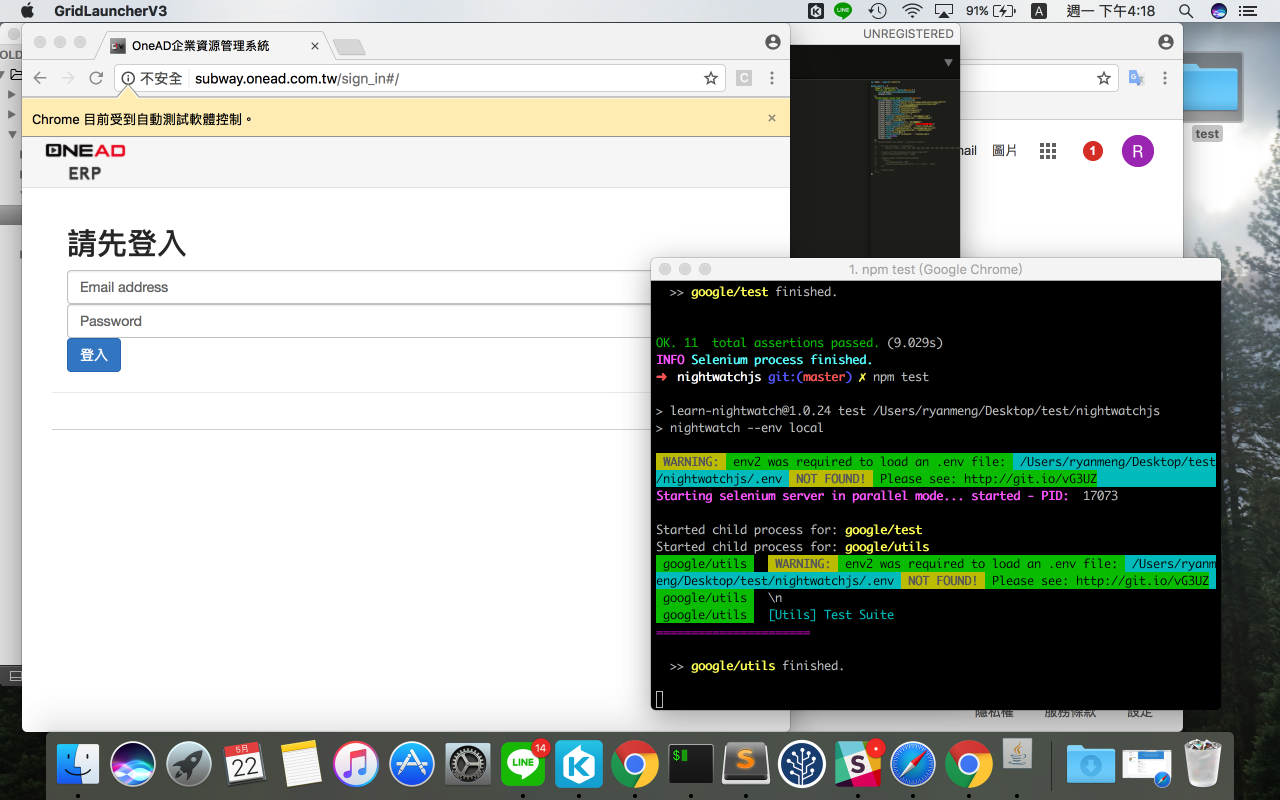 GridLauncherV3
91%
A
週一 下午4:18
OneAD企業資源管理系統
不安全
subway.onead.com.tw/sign_in#/
C
Chrome 目前受到自動測試軟體控制。
ONEAD
ERP
請先登入
Email address
Password
登入
UNREGISTERED
圖片
1
R
test
1. npm test (Google Chrome)
>> google/test finished.
OK. 11 total assertions passed. (9.029s)
INFO Selenium process finished.
➜ nightwatchjs git:(master) ✗ npm test
> learn-nightwatch@1.0.24 test /Users/ryanmeng/Desktop/test/nightwatchjs
> nightwatch --env local
WARNING: env2 was required to load an .env file: /Users/ryanmeng/Desktop/test
/nightwatchjs/.env NOT FOUND! Please see: http://git.io/vG3UZ
Starting selenium server in parallel mode... started - PID: 17073
Started child process for: google/test
Started child process for: google/utils
google/utils WARNING: env2 was required to load an .env file: /Users/ryanm
eng/Desktop/test/nightwatchjs/.env NOT FOUND! Please see: http://git.io/vG3UZ
google/utils \n
google/utils [Utils] Test Suite
======================
>> google/utils finished.
隱私權 服務條款 設定
5月
22
LINE
14
$
S
S